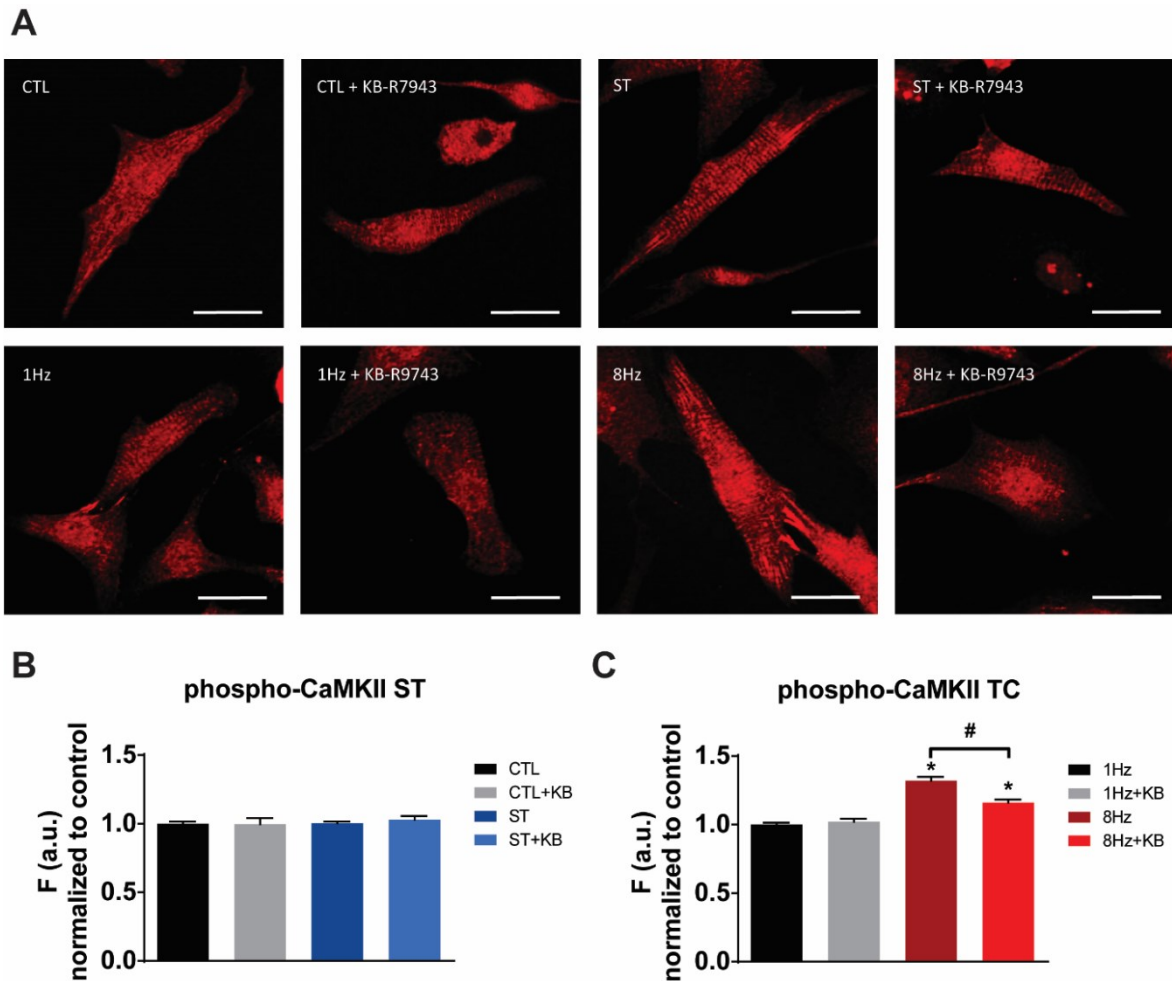 A
CTL
CTL + KB-R7943
ST
ST + KB-R7943
1Hz
1Hz + KB-R9743
8Hz
8Hz + KB-R9743
B
phospho-CaMKII ST
F (a.u.)
normalized to control
1.5
1.0
0.5
0.0
CTL
CTL+KB
ST
ST+KB
C
phospho-CaMKII TC
F (a.u.)
normalized to control
1.5
1.0
0.5
0.0
*
#
*
1Hz
1Hz+KB
8Hz
8Hz+KB